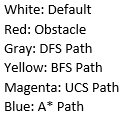 White: Default
Red: Obstacle
Gray: DFS Path
Yellow: BFS Path
Magenta: UCS Path
Blue: A* Path